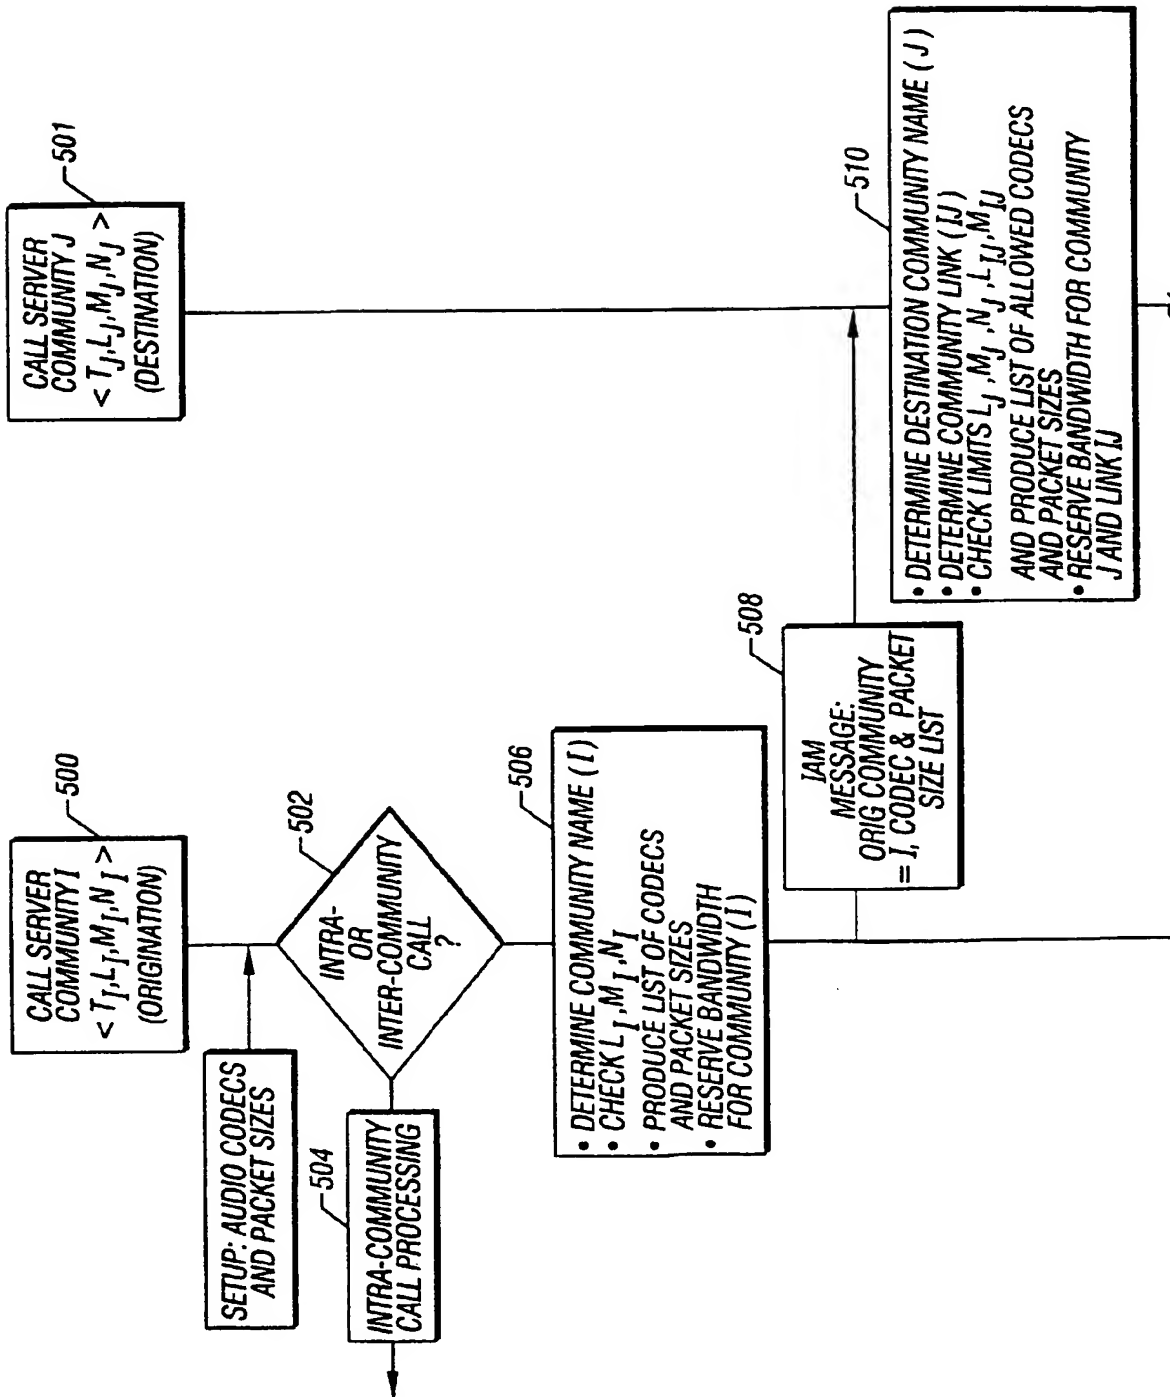 CALL SERVER
COMMUNITY I
< T_I, L_I, M_I, N_I >
(ORIGINATION)
500
CALL SERVER
COMMUNITY J
< T_J, L_J, M_J, N_J >
(DESTINATION)
501
SETUP: AUDIO CODECS
AND PACKET SIZES
INTRA-
OR
INTER-COMMUNITY
CALL
?
502
INTRA-COMMUNITY
CALL PROCESSING
504
• DETERMINE COMMUNITY NAME (I)
• CHECK L_I, M_I, N_I
• PRODUCE LIST OF CODECS
AND PACKET SIZES
• RESERVE BANDWIDTH
FOR COMMUNITY (I)
506
IAM
MESSAGE:
ORIG COMMUNITY
= I, CODEC & PACKET
SIZE LIST
508
• DETERMINE DESTINATION COMMUNITY NAME (J)
• DETERMINE COMMUNITY LINK (IJ)
• CHECK LIMITS L_J, M_J, N_J, L_IJ, M_IJ
AND PRODUCE LIST OF ALLOWED CODECS
AND PACKET SIZES
• RESERVE BANDWIDTH FOR COMMUNITY
J AND LINK IJ
510